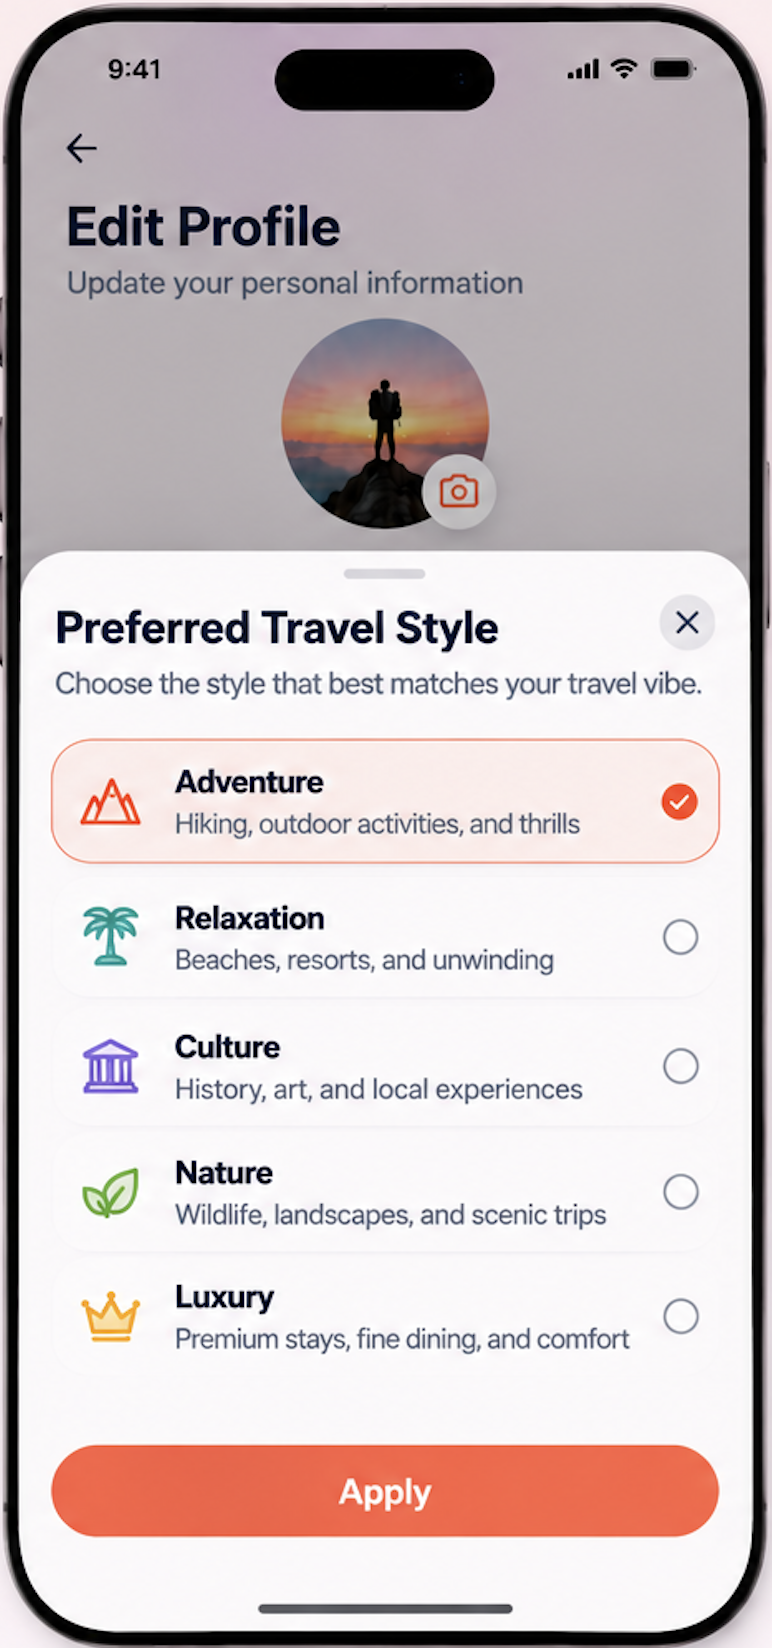 9:41
Edit Profile
Update your personal information
Preferred Travel Style
Choose the style that best matches your travel vibe.
Adventure
Hiking, outdoor activities, and thrills
Relaxation
Beaches, resorts, and unwinding
Culture
History, art, and local experiences
Nature
Wildlife, landscapes, and scenic trips
Luxury
Premium stays, fine dining, and comfort
Apply